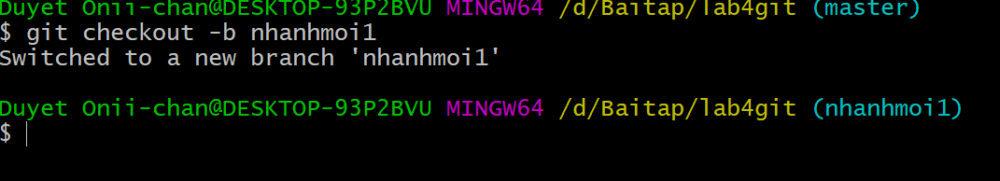 Duyet Onii-chan@DESKTOP-93P2BVU MINGW64 /d/Baitap/lab4git (master)
$ git checkout -b nhanhmoi1
Switched to a new branch 'nhanhmoi1'
Duyet Onii-chan@DESKTOP-93P2BVU MINGW64 /d/Baitap/lab4git (nhanhmoi1)
$